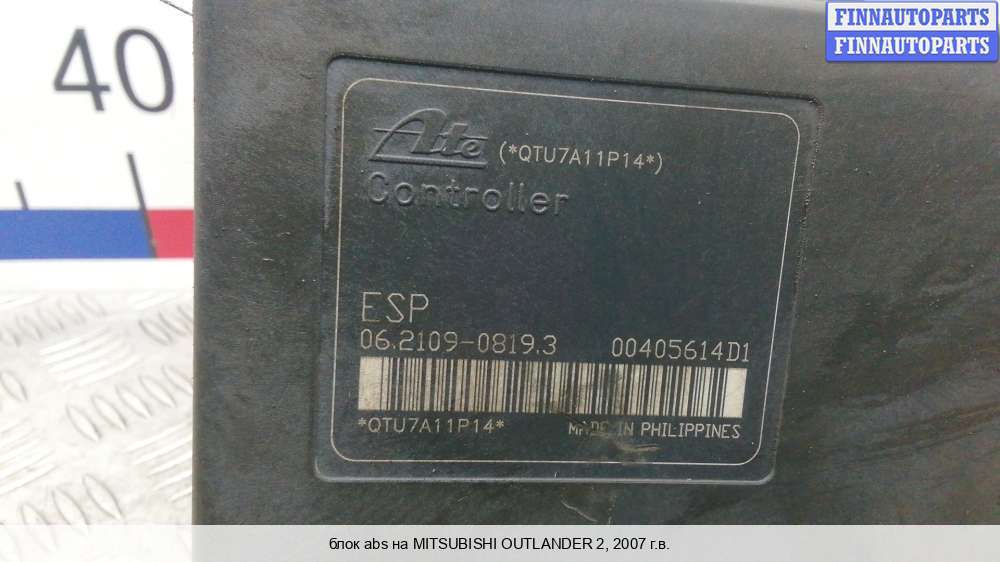 FINNAUTOPARTS
FINNAUTOPARTS
40
Ate (*QTU7A11P14*)
Controller
ESP
06.2109-0819.3 00405614D1
*QTU7A11P14* MADE IN PHILIPPINES
блок abs на MITSUBISHI OUTLANDER 2, 2007 г.в.